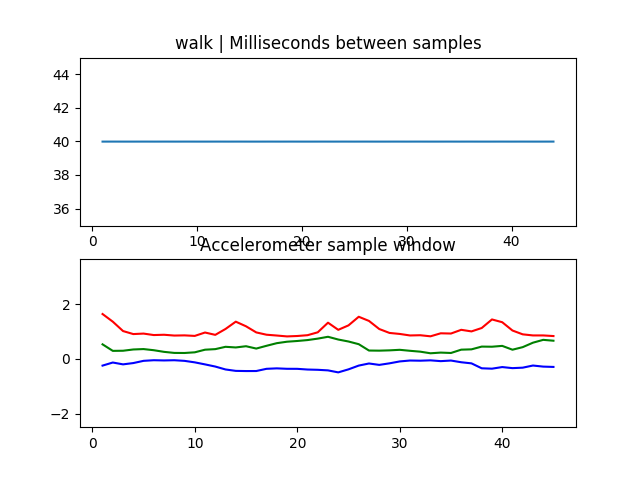 walk | Milliseconds between samples
44
42
40
38
36
0 10 20 30 40
Accelerometer sample window
2
0
−2
0 10 20 30 40